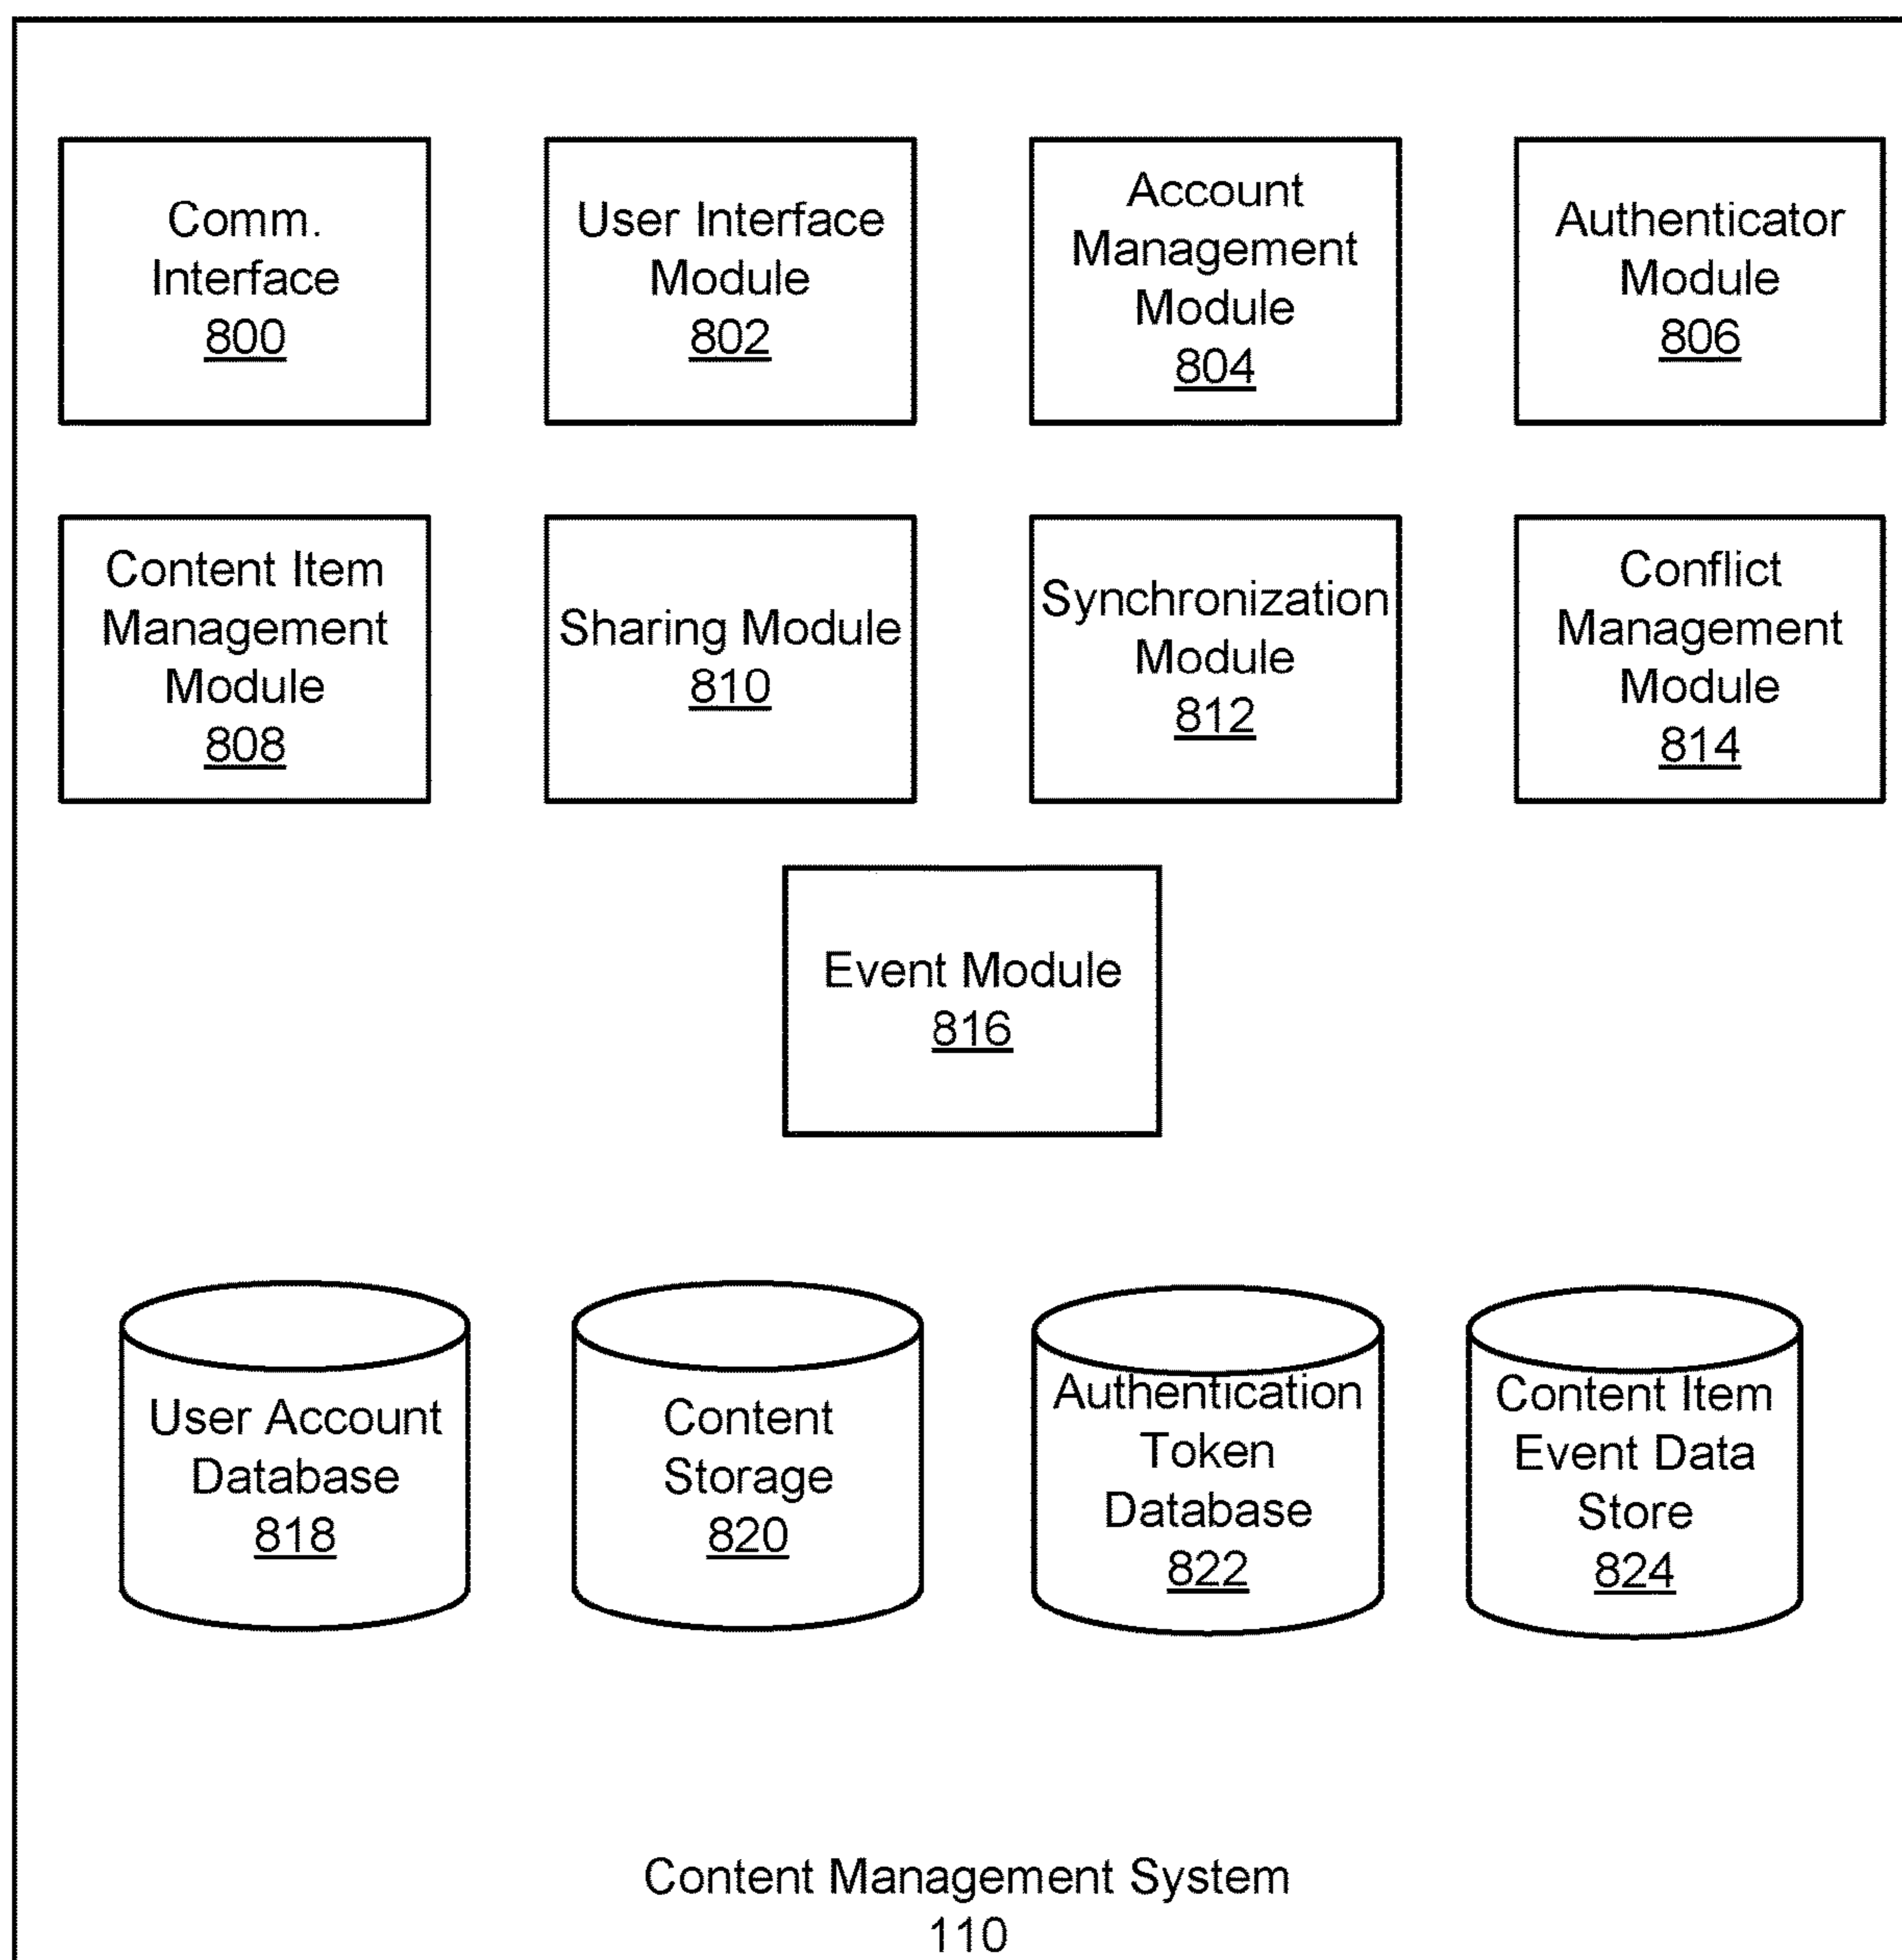 Comm.
Interface
800
User Interface
Module
802
Account
Management
Module
804
Authenticator
Module
806
Content Item
Management
Module
808
Sharing Module
810
Synchronization
Module
812
Conflict
Management
Module
814
Event Module
816
User Account
Database
818
Content
Storage
820
Authentication
Token
Database
822
Content Item
Event Data
Store
824
Content Management System
110